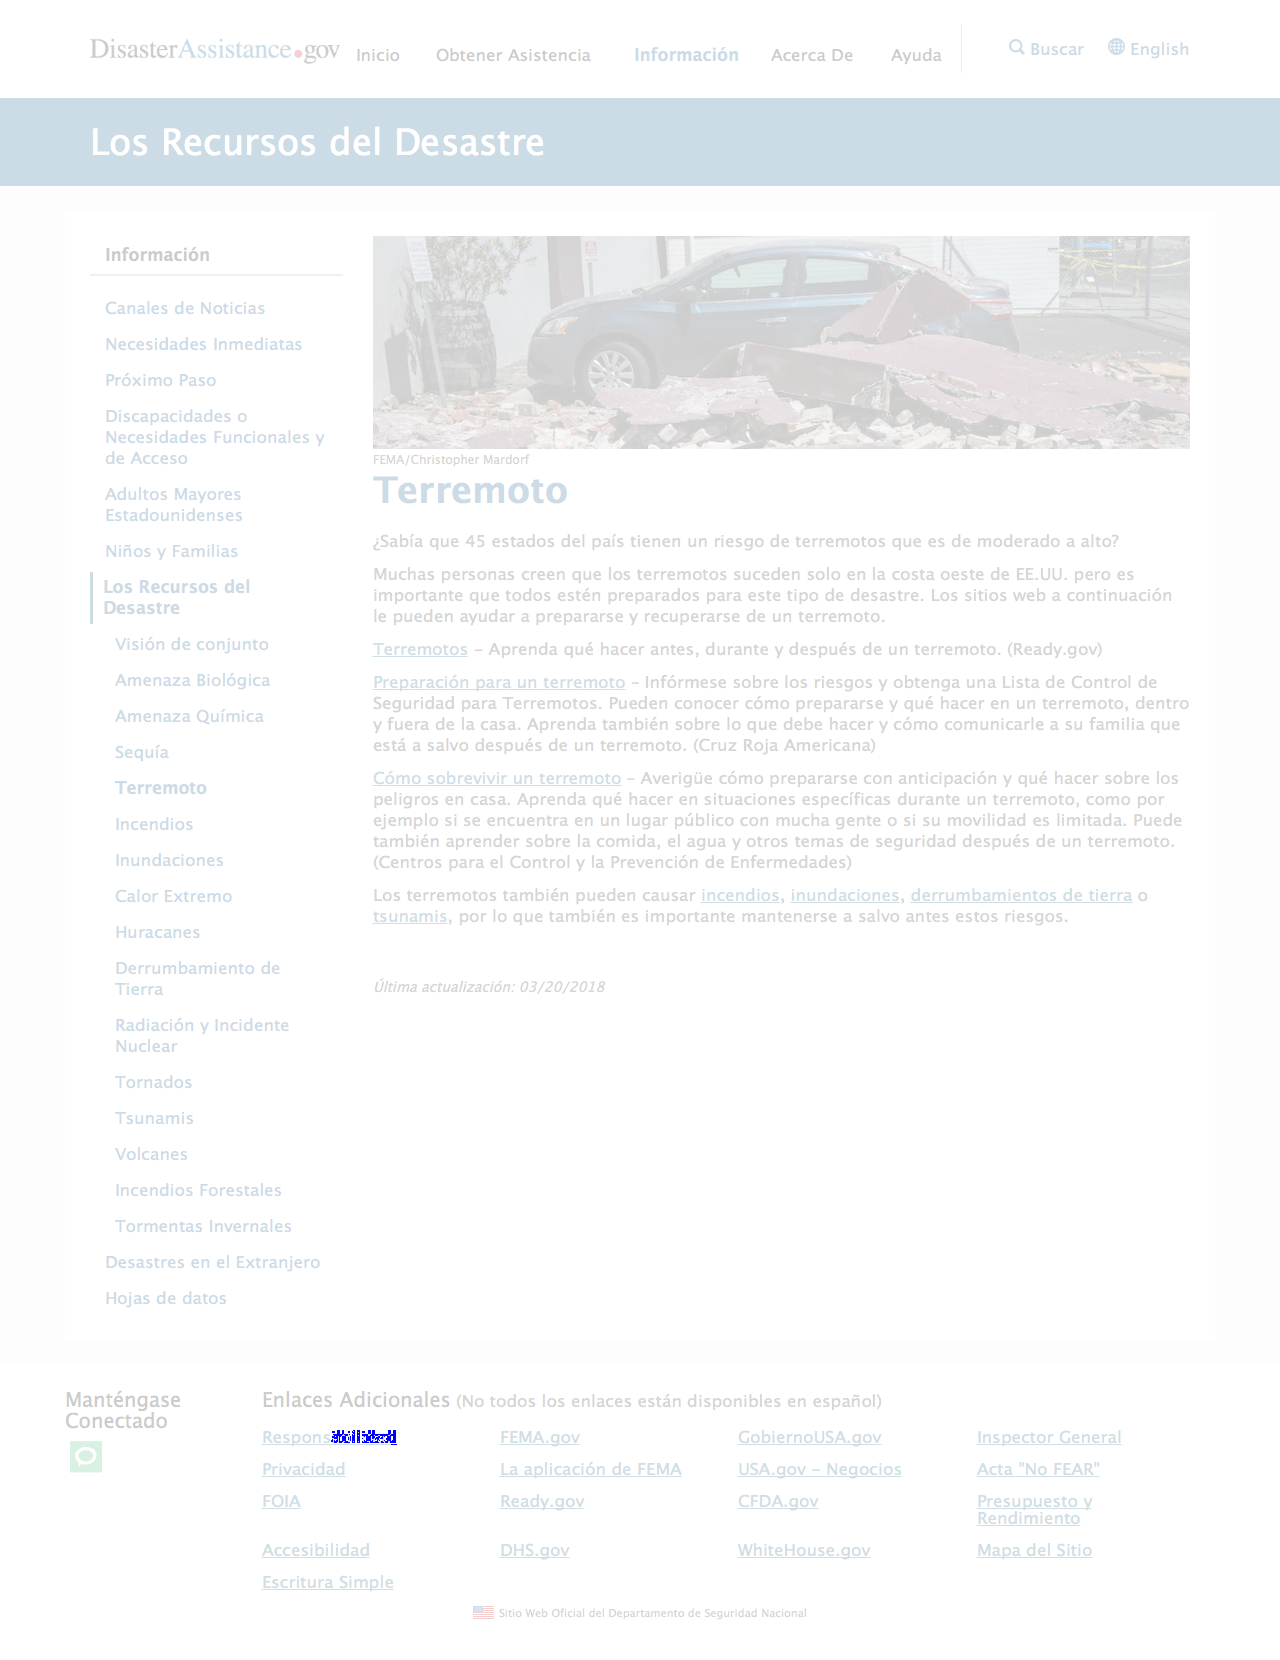 DisasterAssistance.gov
Inicio Obtener Asistencia Información Acerca De Ayuda Buscar English
Los Recursos del Desastre
Información
Canales de Noticias
Necesidades Inmediatas
Próximo Paso
Discapacidades o
Necesidades Funcionales y
de Acceso
Adultos Mayores
Estadounidenses
Niños y Familias
Los Recursos del
Desastre
Visión de conjunto
Amenaza Biológica
Amenaza Química
Sequía
Terremoto
Incendios
Inundaciones
Calor Extremo
Huracanes
Derrumbamiento de
Tierra
Radiación y Incidente
Nuclear
Tornados
Tsunamis
Volcanes
Incendios Forestales
Tormentas Invernales
Desastres en el Extranjero
Hojas de datos
FEMA/Christopher Mardorf
Terremoto
¿Sabía que 45 estados del país tienen un riesgo de terremotos que es de moderado a alto?
Muchas personas creen que los terremotos suceden solo en la costa oeste de EE.UU. pero es
importante que todos estén preparados para este tipo de desastre. Los sitios web a continuación
le pueden ayudar a prepararse y recuperarse de un terremoto.
Terremotos – Aprenda qué hacer antes, durante y después de un terremoto. (Ready.gov)
Preparación para un terremoto – Infórmese sobre los riesgos y obtenga una Lista de Control de
Seguridad para Terremotos. Pueden conocer cómo prepararse y qué hacer en un terremoto, dentro
y fuera de la casa. Aprenda también sobre lo que debe hacer y cómo comunicarle a su familia que
está a salvo después de un terremoto. (Cruz Roja Americana)
Cómo sobrevivir un terremoto – Averigüe cómo prepararse con anticipación y qué hacer sobre los
peligros en casa. Aprenda qué hacer en situaciones específicas durante un terremoto, como por
ejemplo si se encuentra en un lugar público con mucha gente o si su movilidad es limitada. Puede
también aprender sobre la comida, el agua y otros temas de seguridad después de un terremoto.
(Centros para el Control y la Prevención de Enfermedades)
Los terremotos también pueden causar incendios, inundaciones, derrumbamientos de tierra o
tsunamis, por lo que también es importante mantenerse a salvo antes estos riesgos.
Última actualización: 03/20/2018
Manténgase
Conectado
Enlaces Adicionales (No todos los enlaces están disponibles en español)
FEMA.gov GobiernoUSA.gov Inspector General
Privacidad La aplicación de FEMA USA.gov – Negocios Acta "No FEAR"
FOIA Ready.gov CFDA.gov Presupuesto y
Rendimiento
Accesibilidad DHS.gov WhiteHouse.gov Mapa del Sitio
Escritura Simple
Sitio Web Oficial del Departamento de Seguridad Nacional